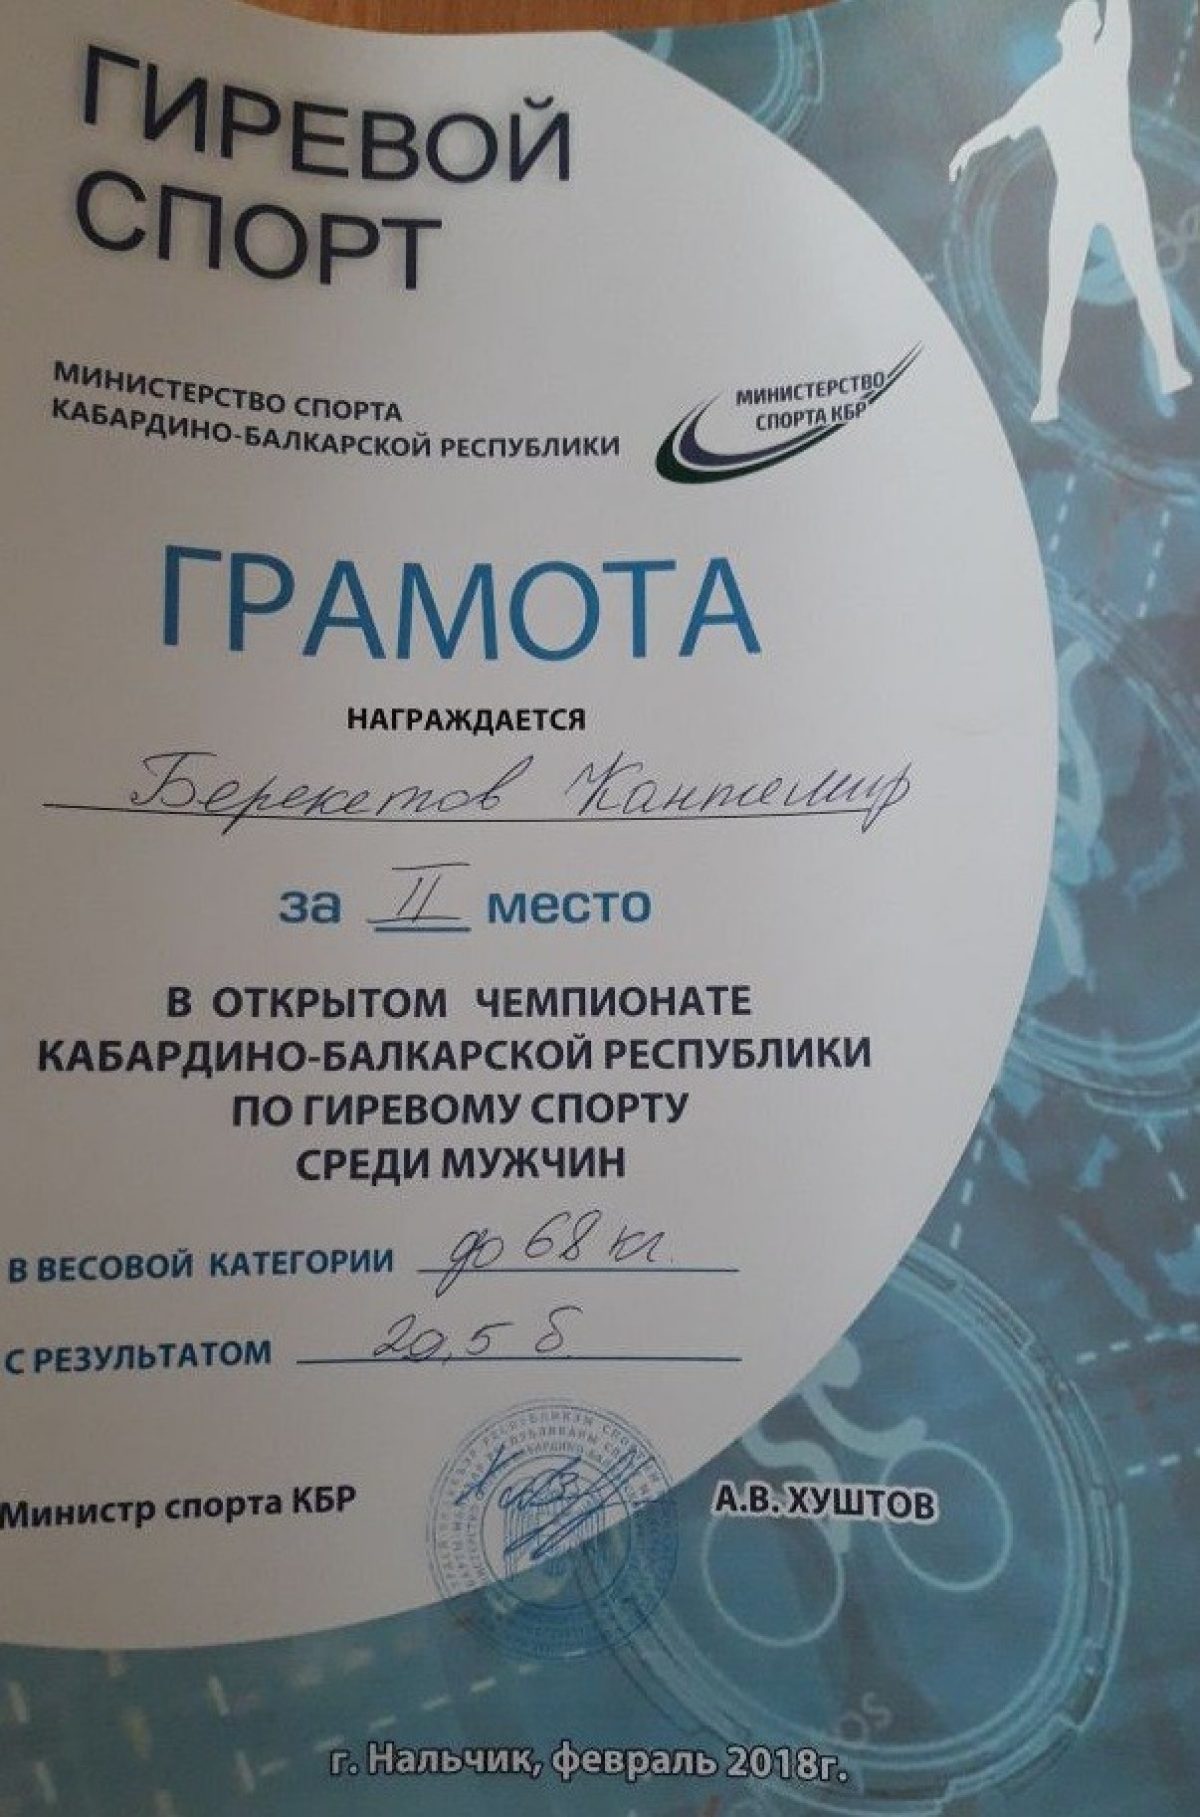 ГИРЕВОЙ
СПОРТ
МИНИСТЕРСТВО СПОРТА
КАБАРДИНО-БАЛКАРСКОЙ РЕСПУБЛИКИ
МИНИСТЕРСТВО
СПОРТА КБР
ГРАМОТА
НАГРАЖДАЕТСЯ
Берекетов Кантемир
за II место
В ОТКРЫТОМ ЧЕМПИОНАТЕ
КАБАРДИНО-БАЛКАРСКОЙ РЕСПУБЛИКИ
ПО ГИРЕВОМУ СПОРТУ
СРЕДИ МУЖЧИН
В ВЕСОВОЙ КАТЕГОРИИ до 68 кг.
С РЕЗУЛЬТАТОМ 20,5 б.
Министр спорта КБР А.В. ХУШТОВ
г. Нальчик, февраль 2018г.